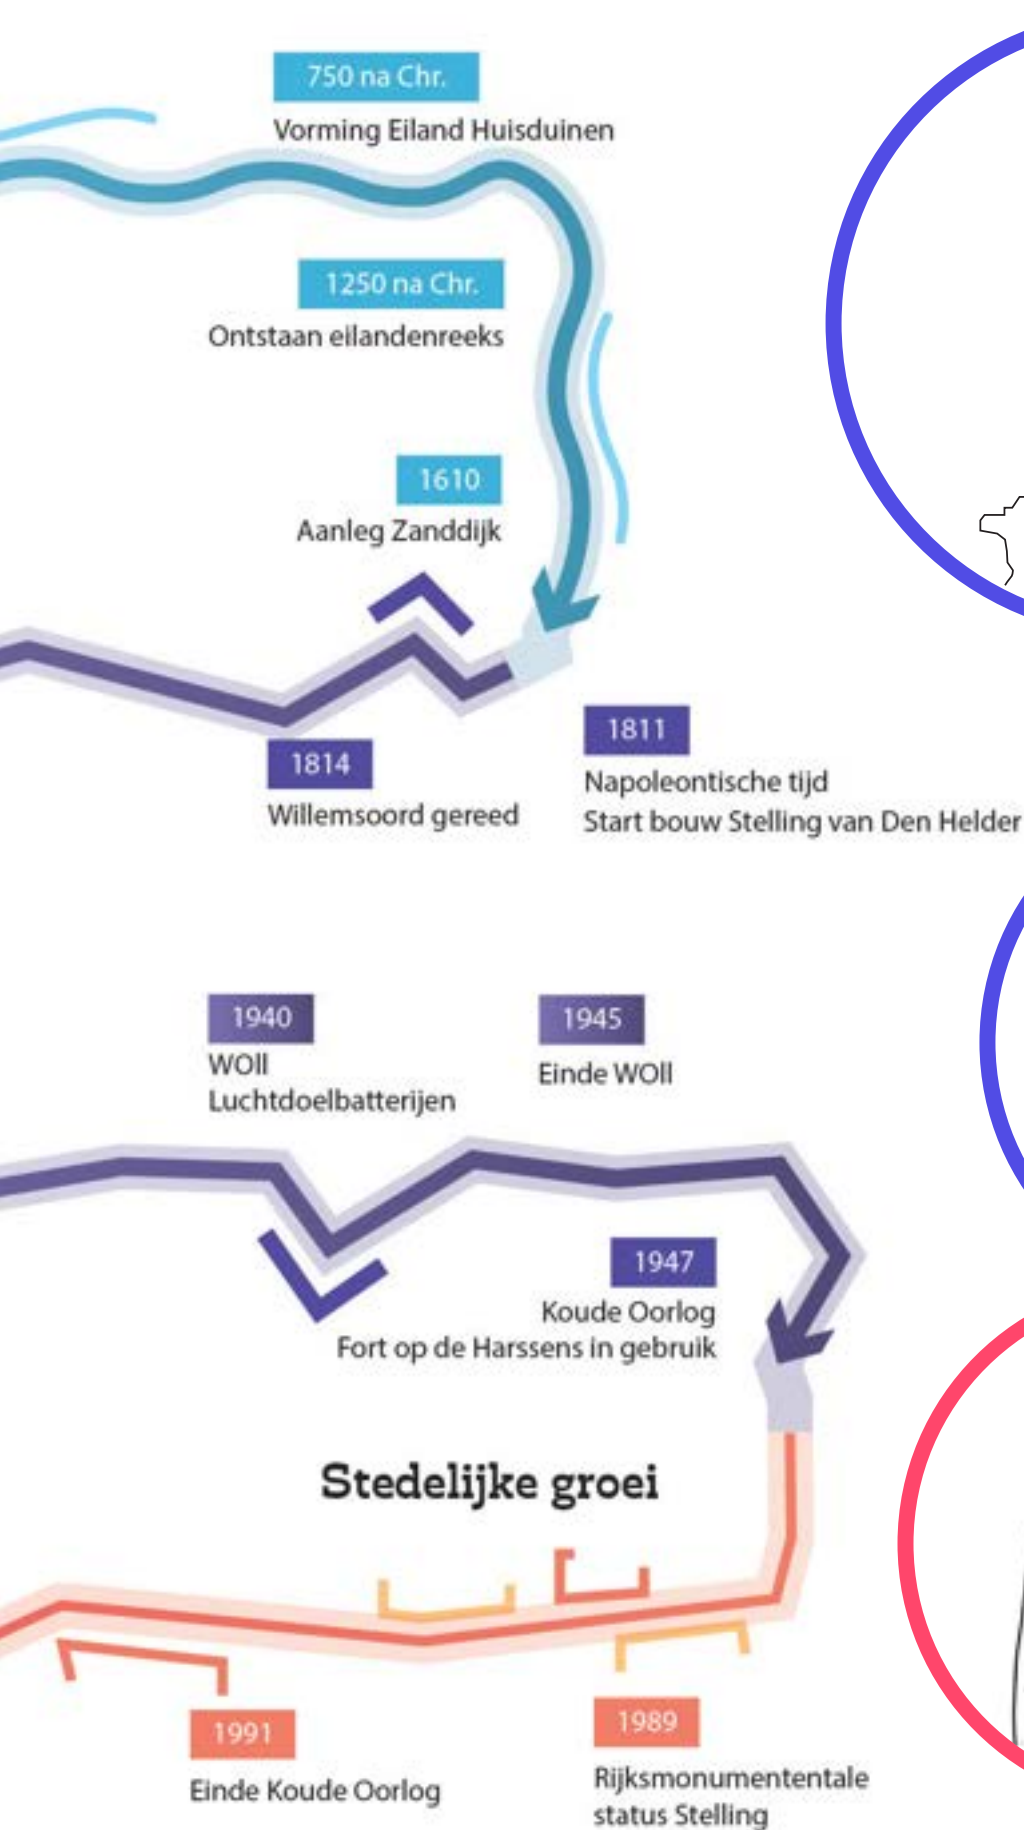 750 na Chr.
Vorming Eiland Huisduinen
1250 na Chr.
Ontstaan eilandenreeks
1610
Aanleg Zanddijk
1811
Napoleontische tijd
Start bouw Stelling van Den Helder
1814
Willemsoord gereed
1940
WOll
Luchtdoelbatterijen
1945
Einde WOll
1947
Koude Oorlog
Fort op de Harssens in gebruik
Stedelijke groei
1989
Rijksmonumententale
status Stelling
1991
Einde Koude Oorlog